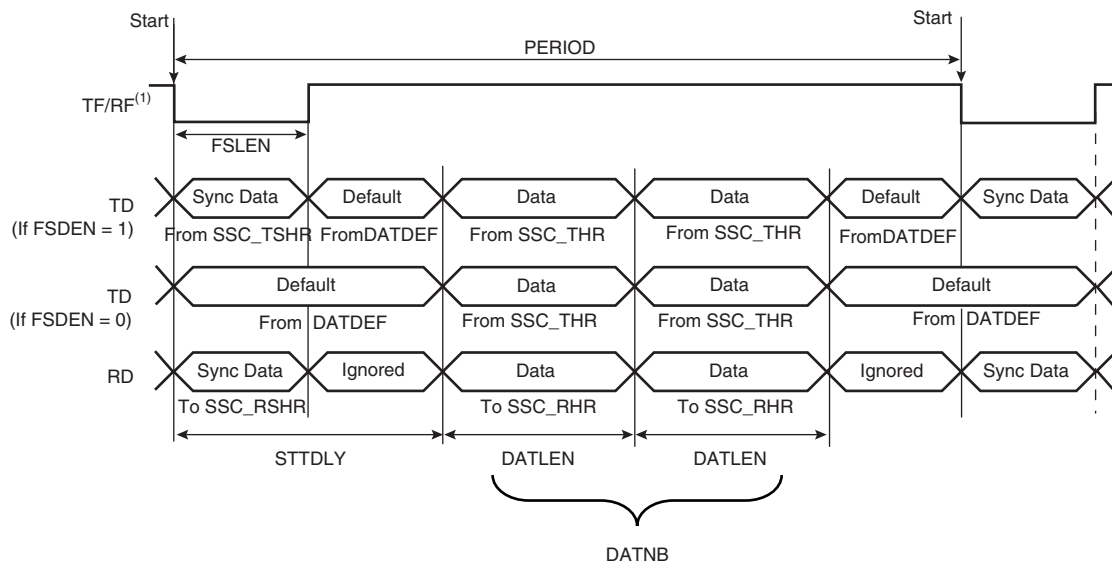 Start
Start
PERIOD
TF/RF(1)
FSLEN
TD
(If FSDEN = 1)
Sync Data
Default
Data
Data
Default
Sync Data
From SSC_TSHR
FromDATDEF
From SSC_THR
From SSC_THR
FromDATDEF
TD
(If FSDEN = 0)
Default
Data
Data
Default
From DATDEF
From SSC_THR
From SSC_THR
From DATDEF
RD
Sync Data
Ignored
Data
Data
Ignored
Sync Data
To SSC_RSHR
To SSC_RHR
To SSC_RHR
STTDLY
DATLEN
DATLEN
DATNB